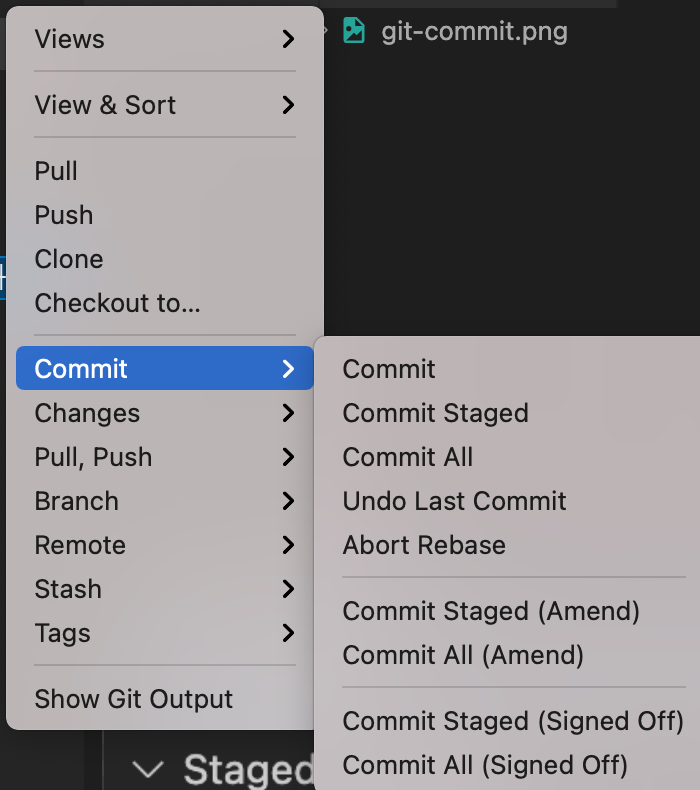 git-commit.png
Views
View & Sort
Pull
Push
Clone
Checkout to...
Commit
Changes
Pull, Push
Branch
Remote
Stash
Tags
Show Git Output
Commit
Commit Staged
Commit All
Undo Last Commit
Abort Rebase
Commit Staged (Amend)
Commit All (Amend)
Commit Staged (Signed Off)
Commit All (Signed Off)
Staged